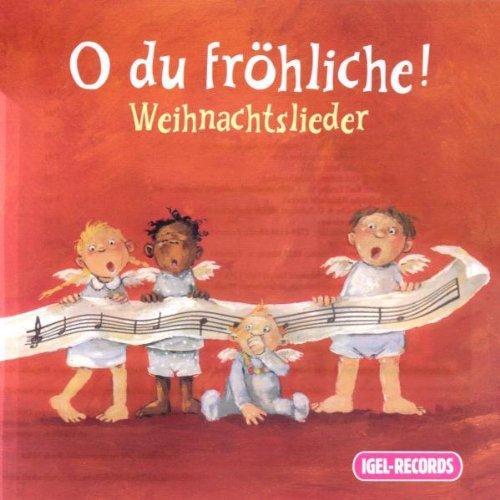 O du fröhliche!
Weihnachtslieder
IGEL-RECORDS